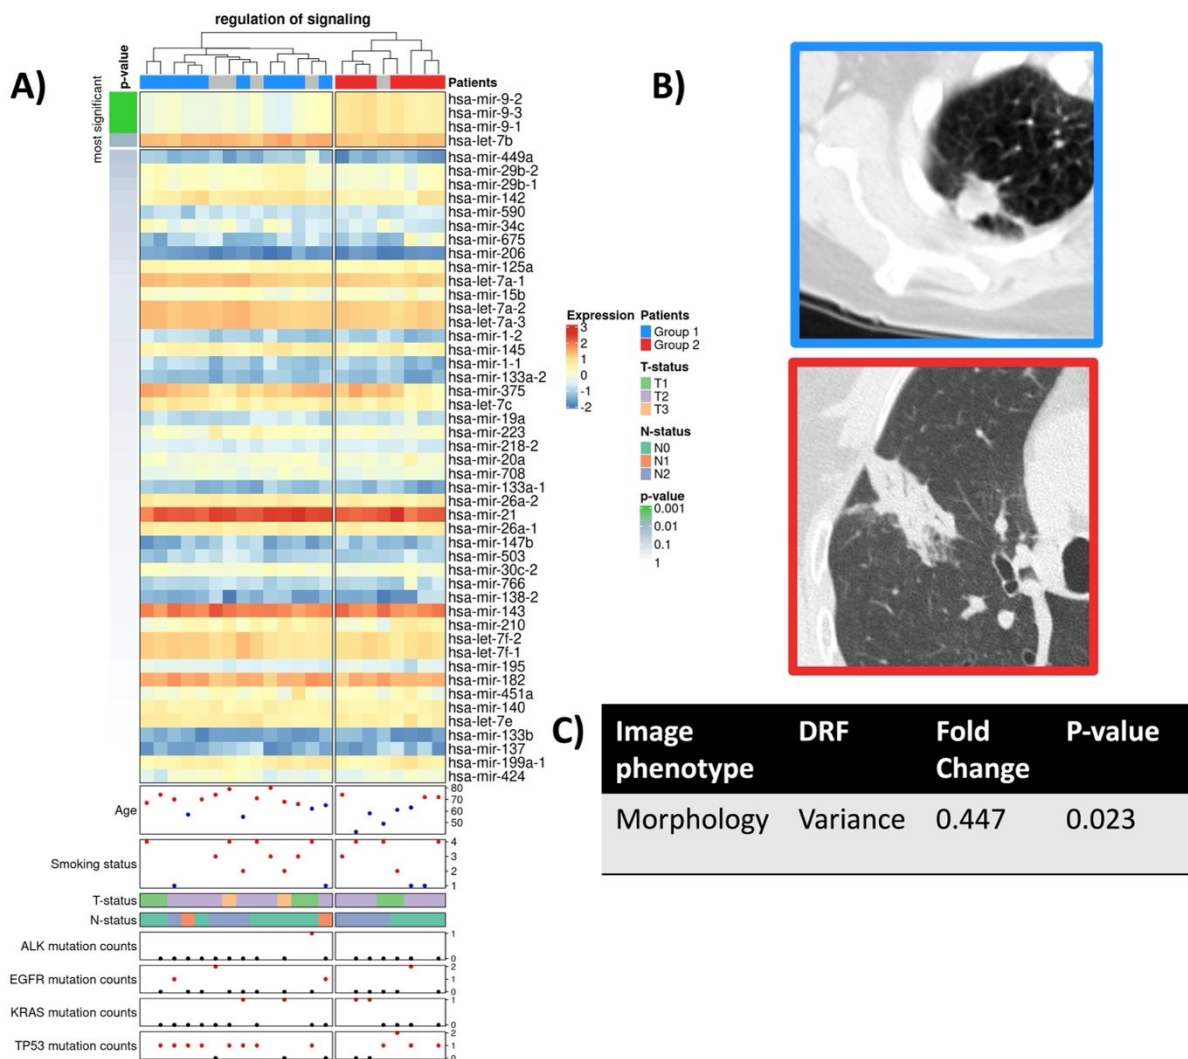 regulation of signaling
A)
most significant
p-value
Patients
hsa-mir-9-2
hsa-mir-9-3
hsa-mir-9-1
hsa-let-7b
hsa-mir-449a
hsa-mir-29b-2
hsa-mir-29b-1
hsa-mir-142
hsa-mir-590
hsa-mir-34c
hsa-mir-675
hsa-mir-206
hsa-mir-125a
hsa-let-7a-1
hsa-mir-15b
hsa-let-7a-2
hsa-let-7a-3
hsa-mir-1-2
hsa-mir-145
hsa-mir-1-1
hsa-mir-133a-2
hsa-mir-375
hsa-let-7c
hsa-mir-19a
hsa-mir-223
hsa-mir-218-2
hsa-mir-20a
hsa-mir-708
hsa-mir-133a-1
hsa-mir-26a-2
hsa-mir-21
hsa-mir-26a-1
hsa-mir-147b
hsa-mir-503
hsa-mir-30c-2
hsa-mir-766
hsa-mir-138-2
hsa-mir-143
hsa-mir-210
hsa-let-7f-2
hsa-let-7f-1
hsa-mir-195
hsa-mir-182
hsa-mir-451a
hsa-mir-140
hsa-let-7e
hsa-mir-133b
hsa-mir-137
hsa-mir-199a-1
hsa-mir-424
Age
80
70
60
50
Smoking status
4
3
2
1
T-status
N-status
ALK mutation counts
1
0
EGFR mutation counts
2
1
0
KRAS mutation counts
1
0
TP53 mutation counts
2
1
0
Expression
3
2
1
0
-1
-2
Patients
Group 1
Group 2
T-status
T1
T2
T3
N-status
N0
N1
N2
p-value
0.001
0.01
0.1
1
B)
C)
Image phenotype DRF Fold Change P-value
Morphology Variance 0.447 0.023